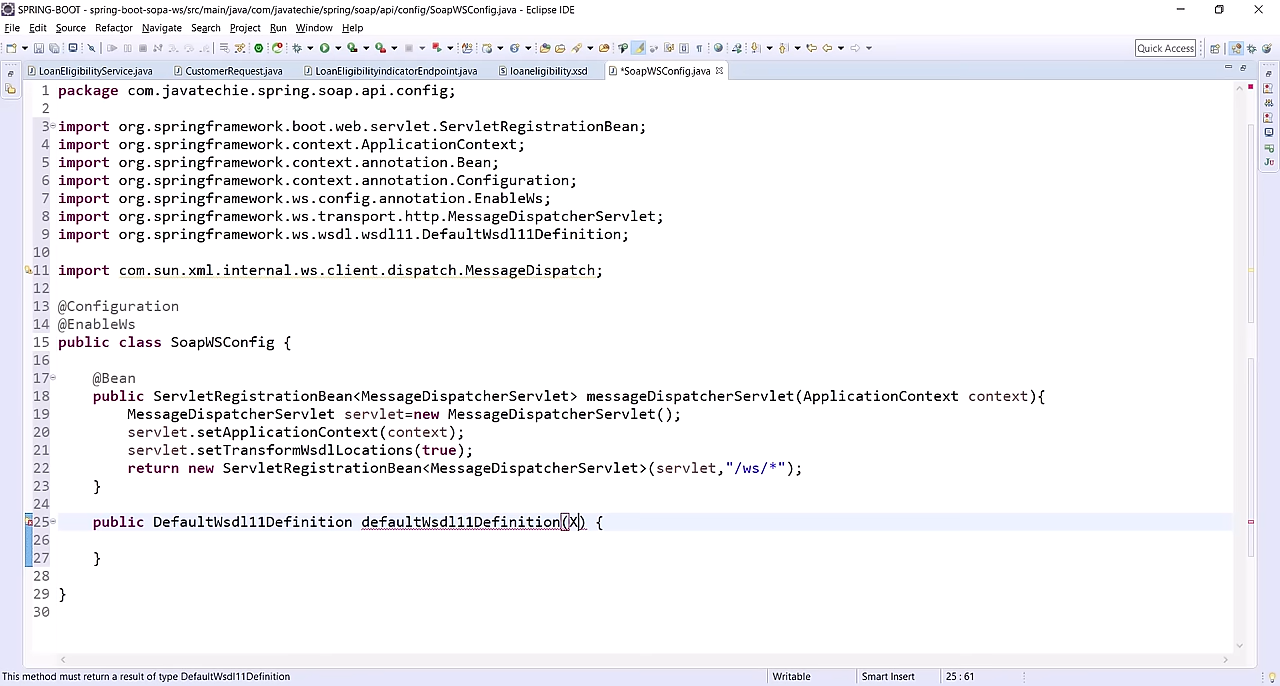 SPRING-BOOT - spring-boot-sopa-ws/src/main/java/com/javatechie/spring/soap/api/config/SoapWSConfig.java - Eclipse IDE
File Edit Source Refactor Navigate Search Project Run Window Help
Quick Access
LoanEligibilityService.java CustomerRequest.java LoanEligibilityindicatorEndpoint.java loaneligibility.xsd *SoapWSConfig.java
1 package com.javatechie.spring.soap.api.config;
2
3 import org.springframework.boot.web.servlet.ServletRegistrationBean;
4 import org.springframework.context.ApplicationContext;
5 import org.springframework.context.annotation.Bean;
6 import org.springframework.context.annotation.Configuration;
7 import org.springframework.ws.config.annotation.EnableWs;
8 import org.springframework.ws.transport.http.MessageDispatcherServlet;
9 import org.springframework.ws.wsdl.wsdl11.DefaultWsdl11Definition;
10
11 import com.sun.xml.internal.ws.client.dispatch.MessageDispatch;
12
13 @Configuration
14 @EnableWs
15 public class SoapWSConfig {
16
17 @Bean
18 public ServletRegistrationBean<MessageDispatcherServlet> messageDispatcherServlet(ApplicationContext context){
19 MessageDispatcherServlet servlet=new MessageDispatcherServlet();
20 servlet.setApplicationContext(context);
21 servlet.setTransformWsdlLocations(true);
22 return new ServletRegistrationBean<MessageDispatcherServlet>(servlet,"/ws/*");
23 }
24
25 public DefaultWsdl11Definition defaultWsdl11Definition(X) {
26
27 }
28
29 }
30
This method must return a result of type DefaultWsdl11Definition Writable Smart Insert 25 : 61